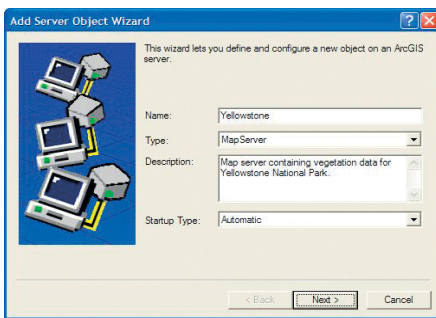 Add Server Object Wizard
This wizard lets you define and configure a new object on an ArcGIS
server.
Name: Yellowstone
Type: MapServer
Description: Map server containing vegetation data for
Yellowstone National Park.
Startup Type: Automatic
< Back Next > Cancel